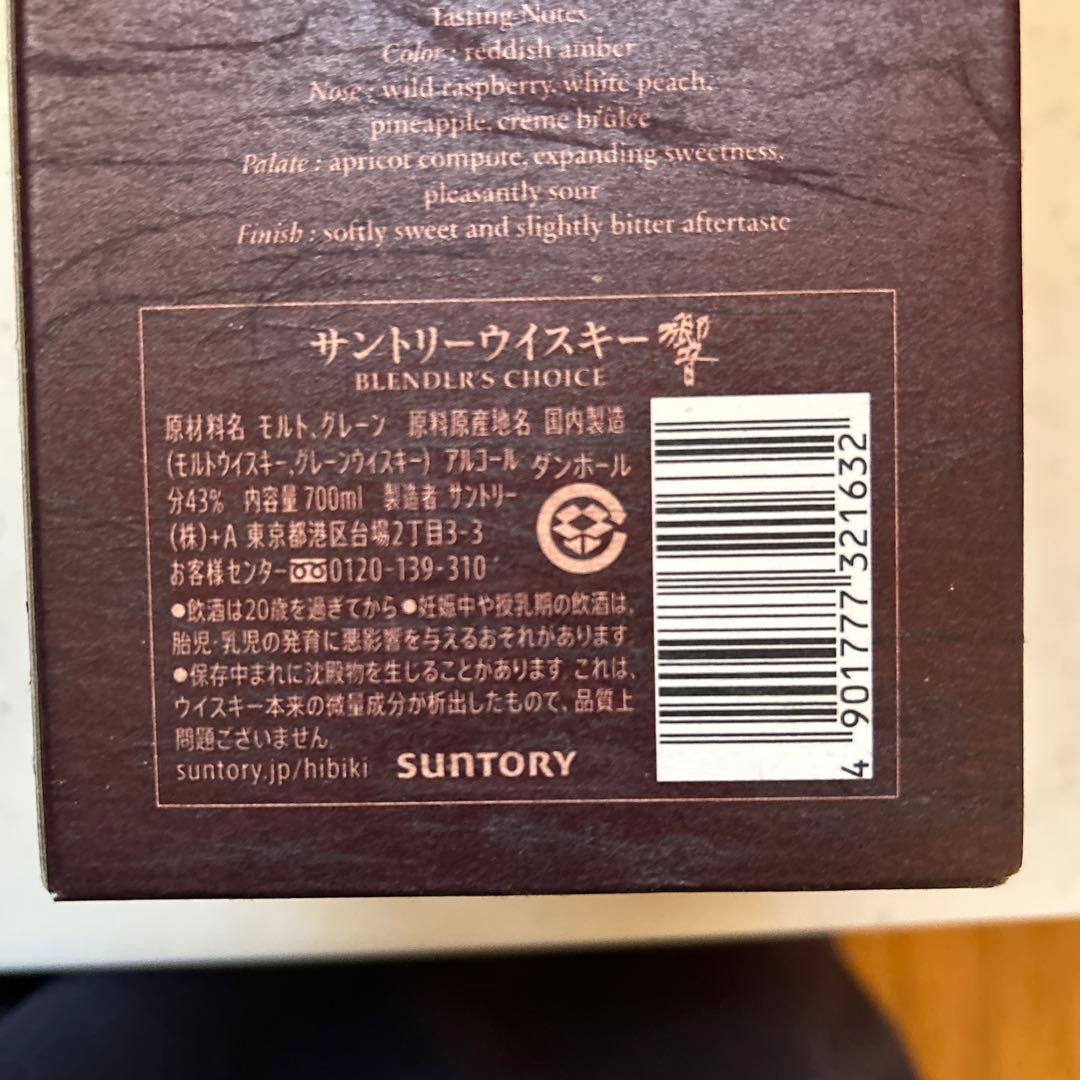 Tasting Notes
Color : reddish amber
Nose : wild raspberry, white peach,
pineapple, creme brûlée
Palate : apricot compote, expanding sweetness,
pleasantly sour
Finish : softly sweet and slightly bitter aftertaste
サントリーウイスキー 響
BLENDER'S CHOICE
原材料名 モルト、グレーン 原料原産地名 国内製造
(モルトウイスキー、グレーンウイスキー) アルコール
分43% 内容量 700ml 製造者 サントリー
(株)+A 東京都港区台場2丁目3-3
お客様センター 0120-139-310
ダンボール
●飲酒は20歳を過ぎてから ●妊娠中や授乳期の飲酒は、
胎児・乳児の発育に悪影響を与えるおそれがあります
●保存中まれに沈殿物を生じることがあります。これは、
ウイスキー本来の微量成分が析出したもので、品質上
問題ございません。
suntory.jp/hibiki SUNTORY
4 901777 321632